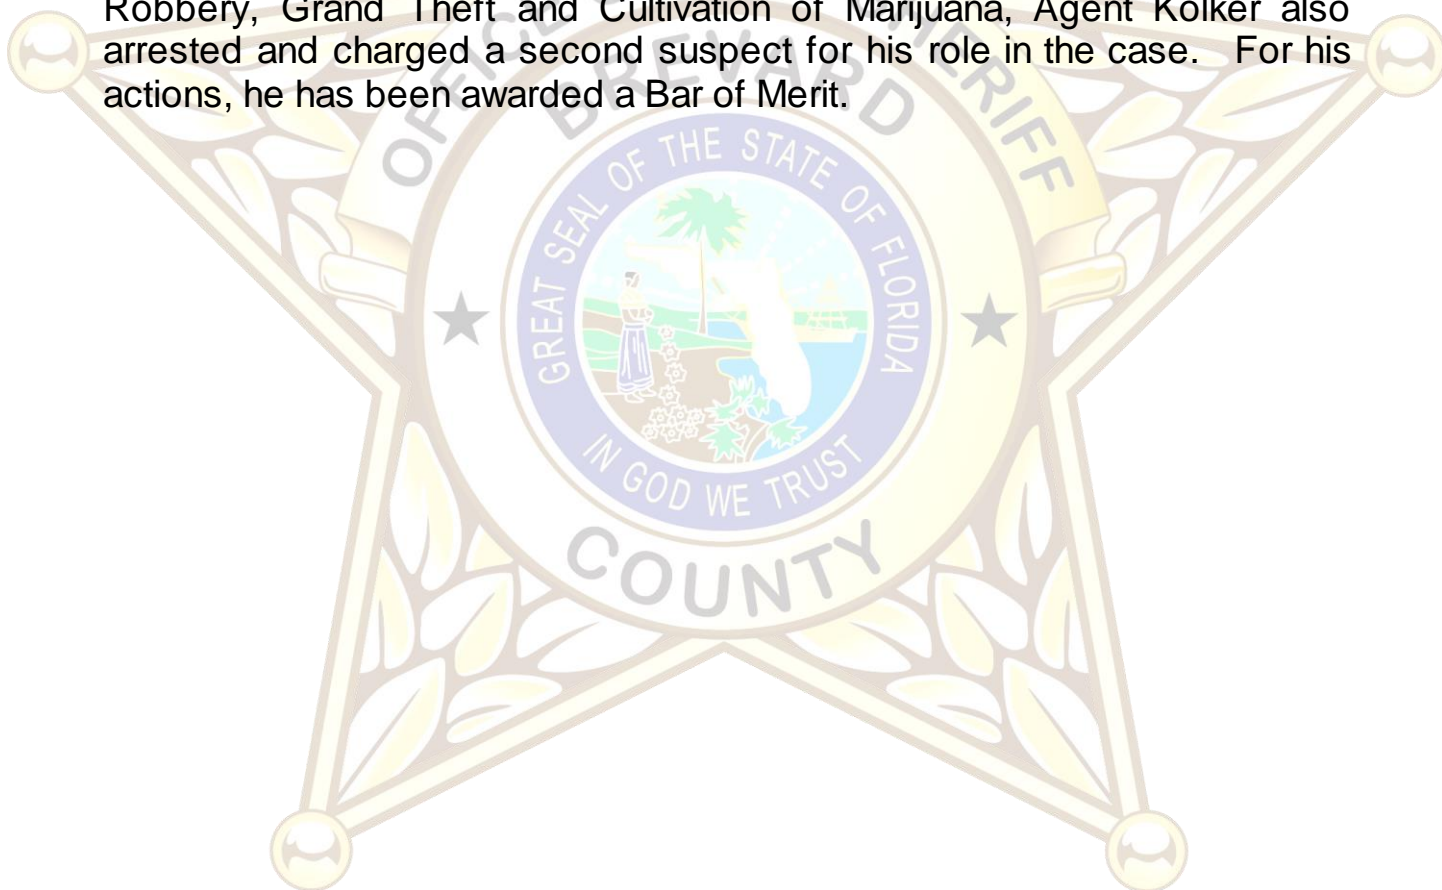 Robbery, Grand Theft and Cultivation of Marijuana, Agent Kolker also
arrested and charged a second suspect for his role in the case. For his
actions, he has been awarded a Bar of Merit.
SHERIFF
BREVARD
GREAT SEAL OF THE STATE OF FLORIDA
IN GOD WE TRUST
COUNTY